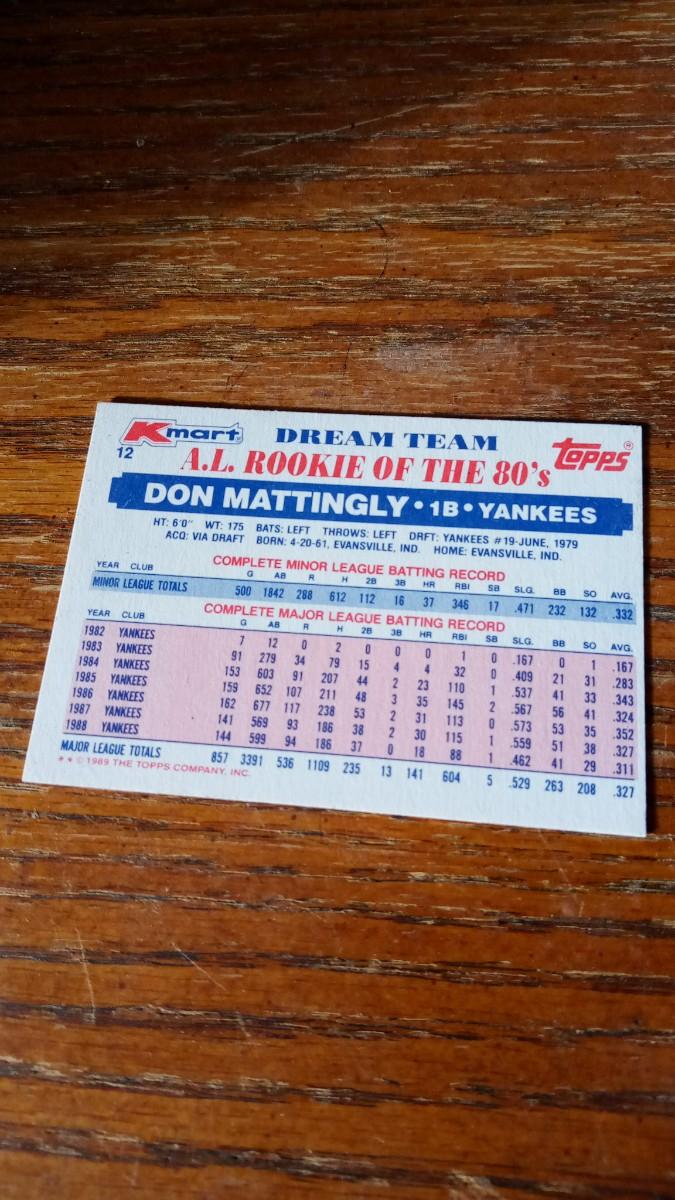 Kmart DREAM TEAM Topps®
12 A.L. ROOKIE OF THE 80's
DON MATTINGLY • 1B • YANKEES
HT: 6'0" WT: 175 BATS: LEFT THROWS: LEFT DRFT: YANKEES #19-JUNE, 1979
ACQ: VIA DRAFT BORN: 4-20-61, EVANSVILLE, IND. HOME: EVANSVILLE, IND.
COMPLETE MINOR LEAGUE BATTING RECORD
YEAR CLUB G AB R H 2B 3B HR RBI SB SLG. BB SO AVG.
MINOR LEAGUE TOTALS 500 1842 288 612 112 16 37 346 17 .471 232 132 .332
COMPLETE MAJOR LEAGUE BATTING RECORD
YEAR CLUB G AB R H 2B 3B HR RBI SB SLG. BB SO AVG.
1982 YANKEES 7 12 0 2 0 0 0 1 0 .167 0 1 .167
1983 YANKEES 91 279 34 79 15 4 4 32 0 .409 21 31 .283
1984 YANKEES 153 603 91 207 44 2 23 110 1 .537 41 33 .343
1985 YANKEES 159 652 107 211 48 3 35 145 2 .567 56 41 .324
1986 YANKEES 162 677 117 238 53 2 31 113 0 .573 53 35 .352
1987 YANKEES 141 569 93 186 38 2 30 115 1 .559 51 38 .327
1988 YANKEES 144 599 94 186 37 0 18 88 1 .462 41 29 .311
MAJOR LEAGUE TOTALS 857 3391 536 1109 235 13 141 604 5 .529 263 208 .327
** © 1989 THE TOPPS COMPANY, INC.